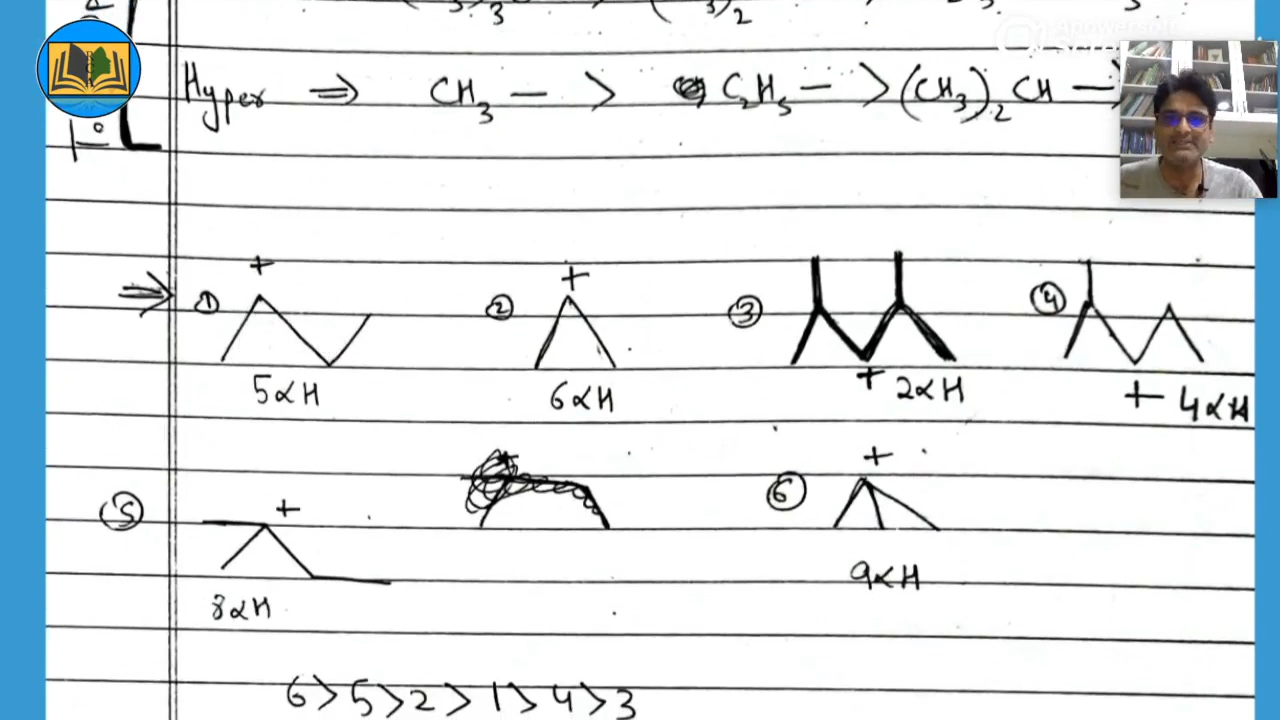 Hyper ⇒ CH₃ — > C₂H₅ — > (CH₃)₂ CH —>
1°
⇒ ① + ② + ③ + ④ +
5αH 6αH 2αH 4αH
⑤ + ⑥ +
8αH 9αH
6 > 5 > 2 > 1 > 4 > 3